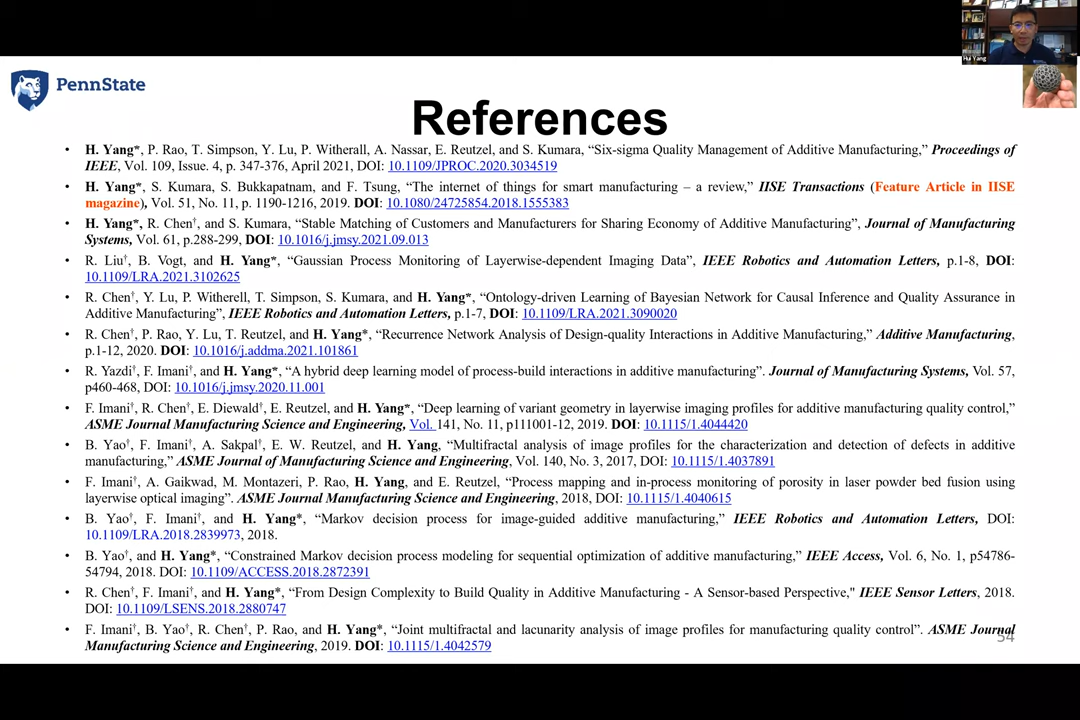 Hui Yang
PennState
References
• H. Yang*, P. Rao, T. Simpson, Y. Lu, P. Witherall, A. Nassar, E. Reutzel, and S. Kumara, “Six-sigma Quality Management of Additive Manufacturing,” Proceedings of
IEEE, Vol. 109, Issue. 4, p. 347-376, April 2021, DOI: 10.1109/JPROC.2020.3034519
• H. Yang*, S. Kumara, S. Bukkapatnam, and F. Tsung, “The internet of things for smart manufacturing – a review,” IISE Transactions (Feature Article in IISE
magazine), Vol. 51, No. 11, p. 1190-1216, 2019. DOI: 10.1080/24725854.2018.1555383
• H. Yang*, R. Chen†, and S. Kumara, “Stable Matching of Customers and Manufacturers for Sharing Economy of Additive Manufacturing”, Journal of Manufacturing
Systems, Vol. 61, p.288-299, DOI: 10.1016/j.jmsy.2021.09.013
• R. Liu†, B. Vogt, and H. Yang*, “Gaussian Process Monitoring of Layerwise-dependent Imaging Data”, IEEE Robotics and Automation Letters, p.1-8, DOI:
10.1109/LRA.2021.3102625
• R. Chen†, Y. Lu, P. Witherell, T. Simpson, S. Kumara, and H. Yang*, “Ontology-driven Learning of Bayesian Network for Causal Inference and Quality Assurance in
Additive Manufacturing”, IEEE Robotics and Automation Letters, p.1-7, DOI: 10.1109/LRA.2021.3090020
• R. Chen†, P. Rao, Y. Lu, T. Reutzel, and H. Yang*, “Recurrence Network Analysis of Design-quality Interactions in Additive Manufacturing,” Additive Manufacturing,
p.1-12, 2020. DOI: 10.1016/j.addma.2021.101861
• R. Yazdi†, F. Imani†, and H. Yang*, “A hybrid deep learning model of process-build interactions in additive manufacturing”. Journal of Manufacturing Systems, Vol. 57,
p460-468, DOI: 10.1016/j.jmsy.2020.11.001
• F. Imani†, R. Chen†, E. Diewald†, E. Reutzel, and H. Yang*, “Deep learning of variant geometry in layerwise imaging profiles for additive manufacturing quality control,”
ASME Journal Manufacturing Science and Engineering, Vol. 141, No. 11, p111001-12, 2019. DOI: 10.1115/1.4044420
• B. Yao†, F. Imani†, A. Sakpal†, E. W. Reutzel, and H. Yang, “Multifractal analysis of image profiles for the characterization and detection of defects in additive
manufacturing,” ASME Journal of Manufacturing Science and Engineering, Vol. 140, No. 3, 2017, DOI: 10.1115/1.4037891
• F. Imani†, A. Gaikwad, M. Montazeri, P. Rao, H. Yang, and E. Reutzel, “Process mapping and in-process monitoring of porosity in laser powder bed fusion using
layerwise optical imaging”. ASME Journal Manufacturing Science and Engineering, 2018, DOI: 10.1115/1.4040615
• B. Yao†, F. Imani†, and H. Yang*, “Markov decision process for image-guided additive manufacturing,” IEEE Robotics and Automation Letters, DOI:
10.1109/LRA.2018.2839973, 2018.
• B. Yao†, and H. Yang*, “Constrained Markov decision process modeling for sequential optimization of additive manufacturing,” IEEE Access, Vol. 6, No. 1, p54786-
54794, 2018. DOI: 10.1109/ACCESS.2018.2872391
• R. Chen†, F. Imani†, and H. Yang*, “From Design Complexity to Build Quality in Additive Manufacturing - A Sensor-based Perspective," IEEE Sensor Letters, 2018.
DOI: 10.1109/LSENS.2018.2880747
• F. Imani†, B. Yao†, R. Chen†, P. Rao, and H. Yang*, “Joint multifractal and lacunarity analysis of image profiles for manufacturing quality control”. ASME Journal
Manufacturing Science and Engineering, 2019. DOI: 10.1115/1.4042579
54